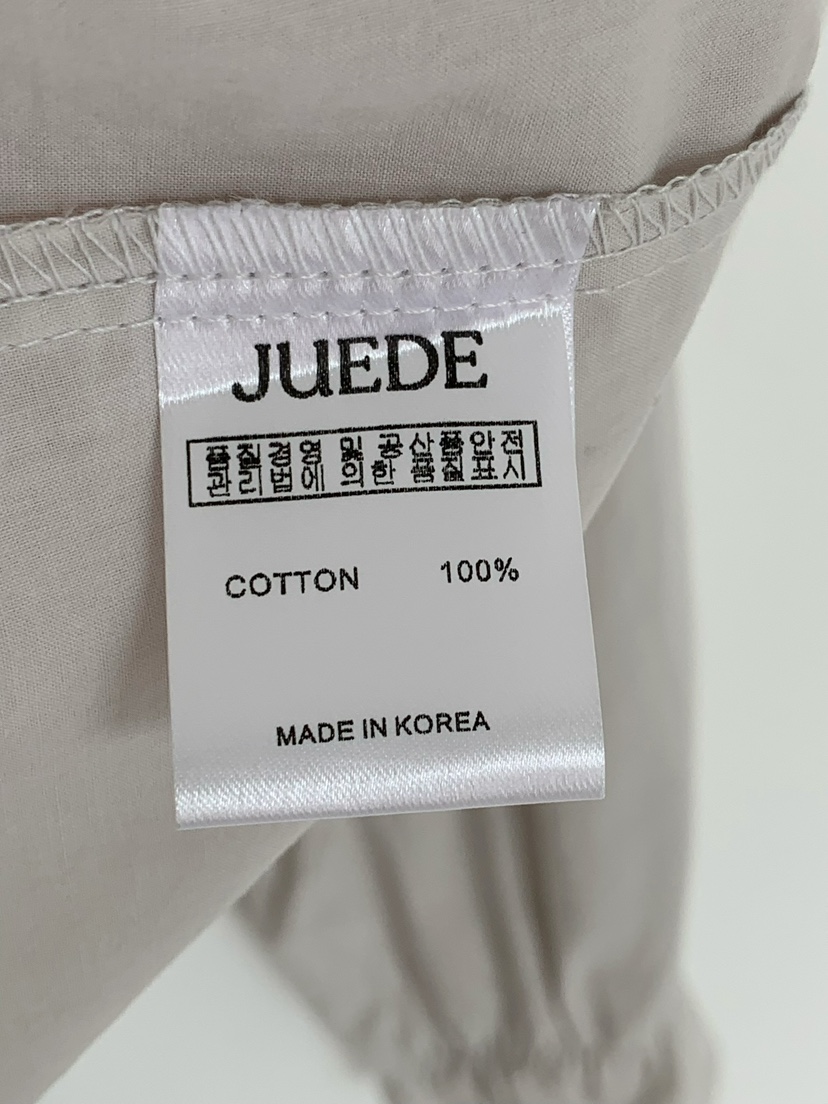 JUEDE
품질경영 및 공산품안전
관리법에 의한 품질표시
COTTON 100%
MADE IN KOREA